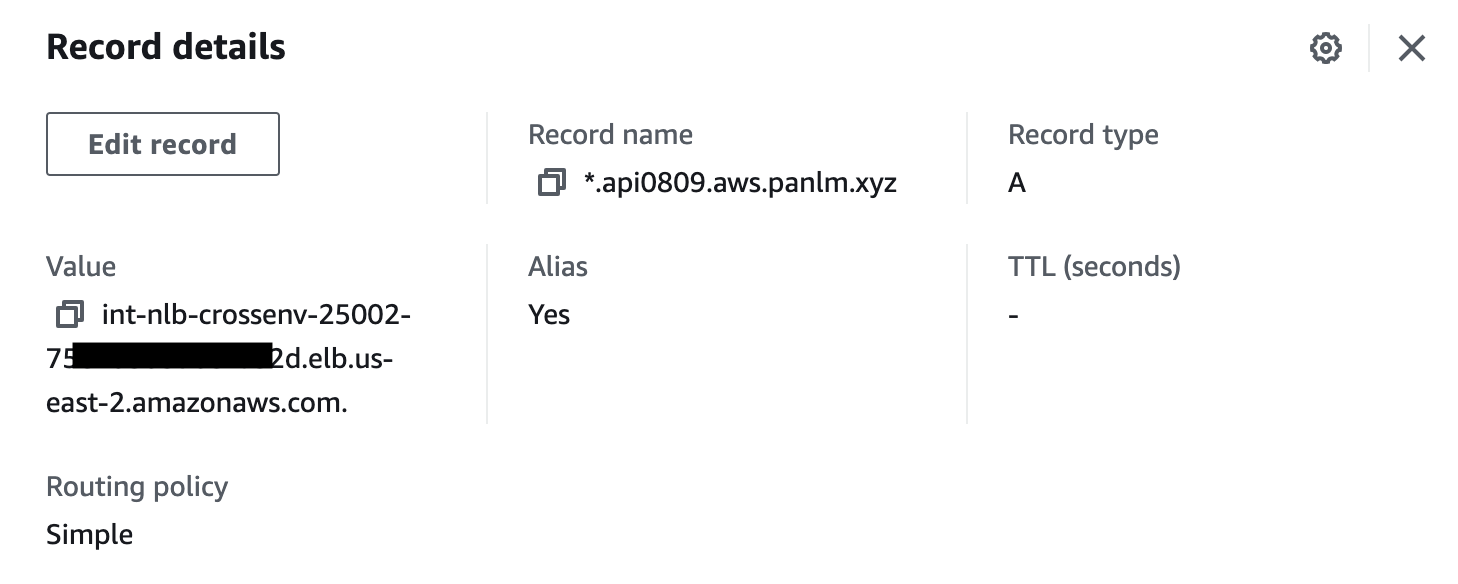 Record details
Edit record
Record name
*.api0809.aws.panlm.xyz
Record type
A
Value
int-nlb-crossenv-25002-
75 2d.elb.us-
east-2.amazonaws.com.
Alias
Yes
TTL (seconds)
-
Routing policy
Simple